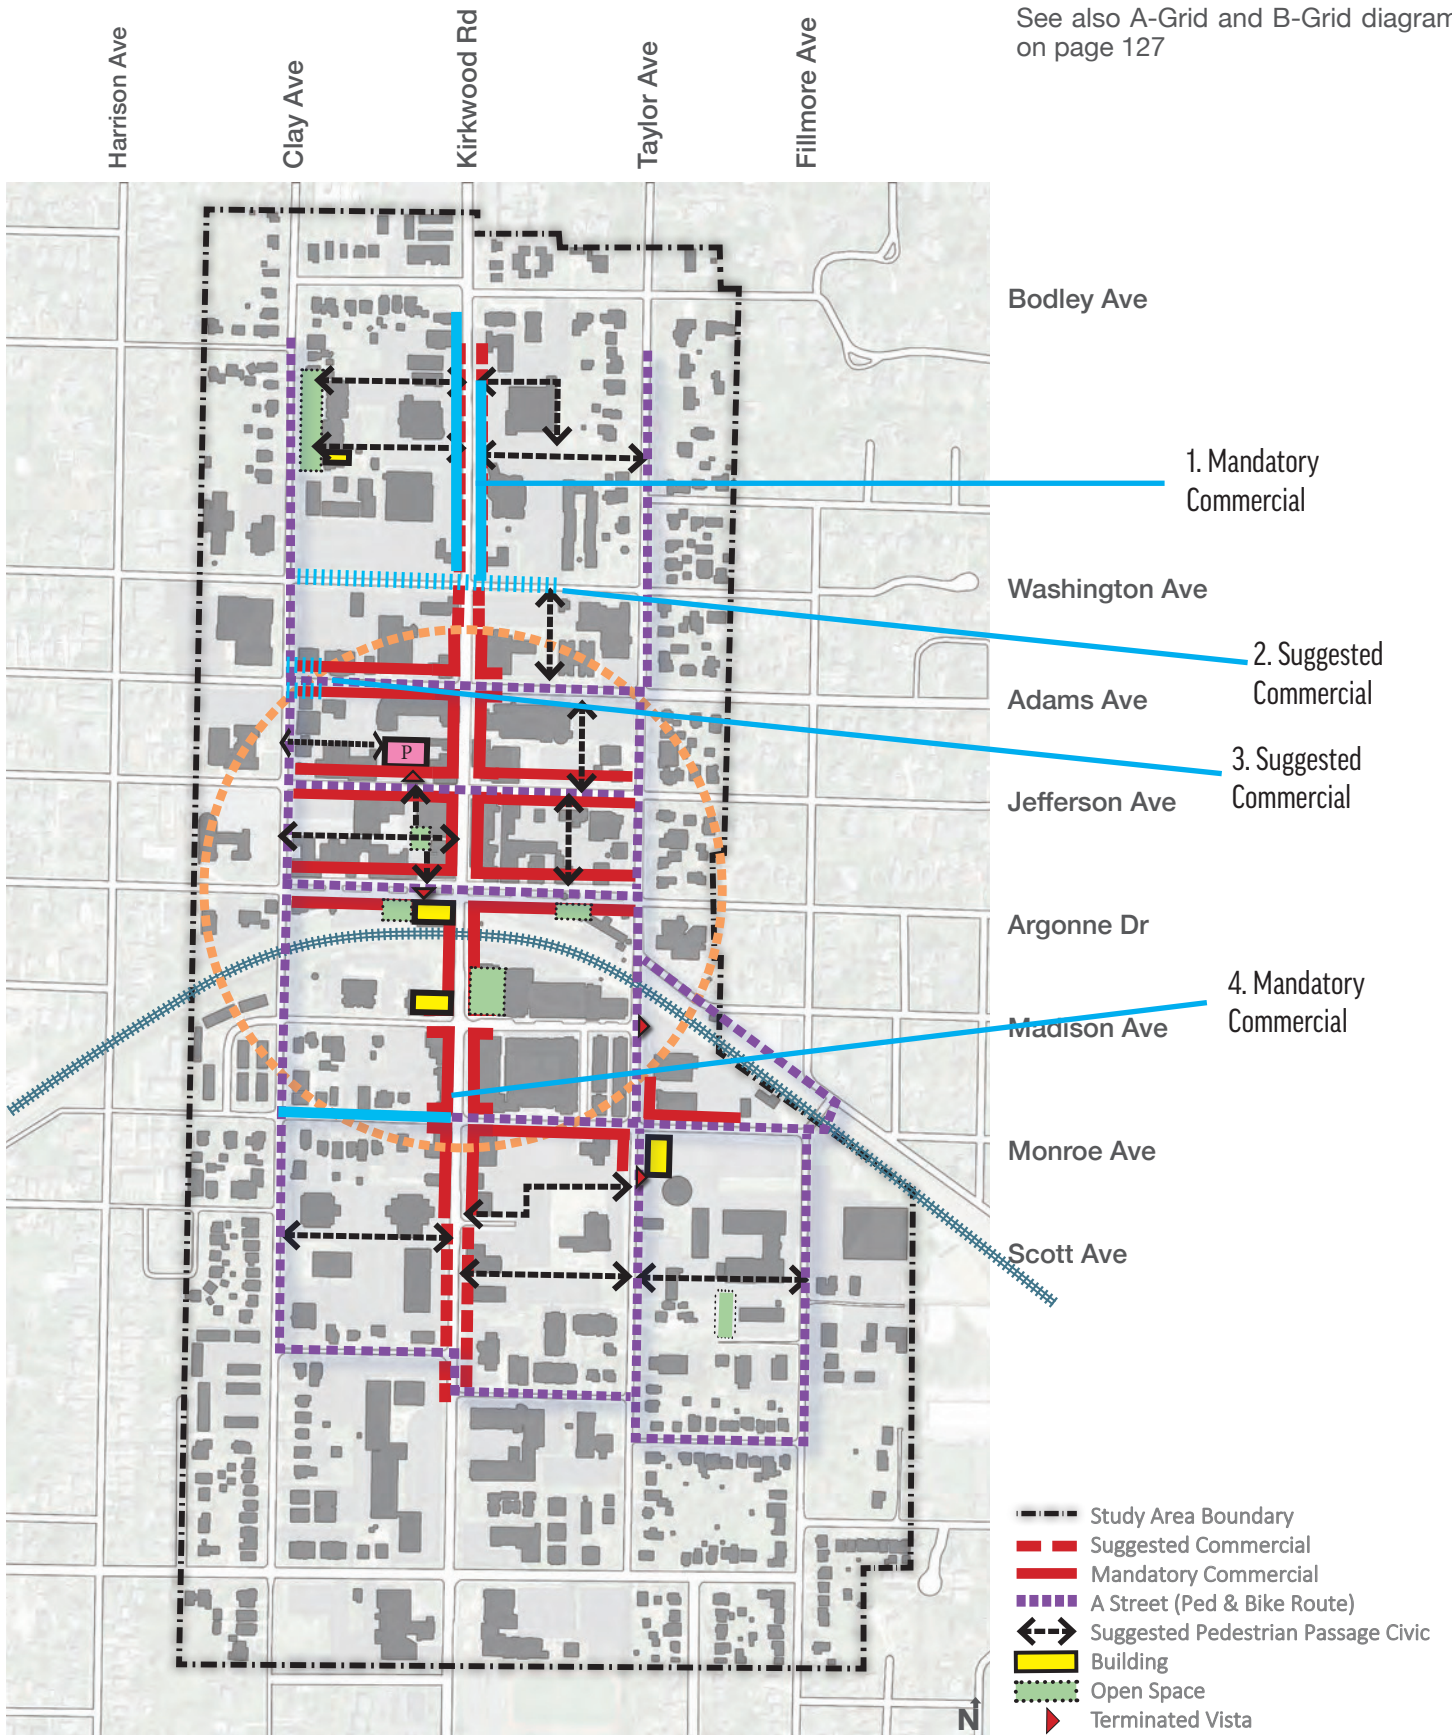 See also A-Grid and B-Grid diagram
on page 127
Harrison Ave
Clay Ave
Kirkwood Rd
Taylor Ave
Fillmore Ave
Bodley Ave
1. Mandatory
Commercial
Washington Ave
2. Suggested
Commercial
Adams Ave
3. Suggested
Commercial
P
Jefferson Ave
Argonne Dr
4. Mandatory
Commercial
Madison Ave
Monroe Ave
Scott Ave
Study Area Boundary
Suggested Commercial
Mandatory Commercial
A Street (Ped & Bike Route)
Suggested Pedestrian Passage Civic
Building
Open Space
Terminated Vista
N